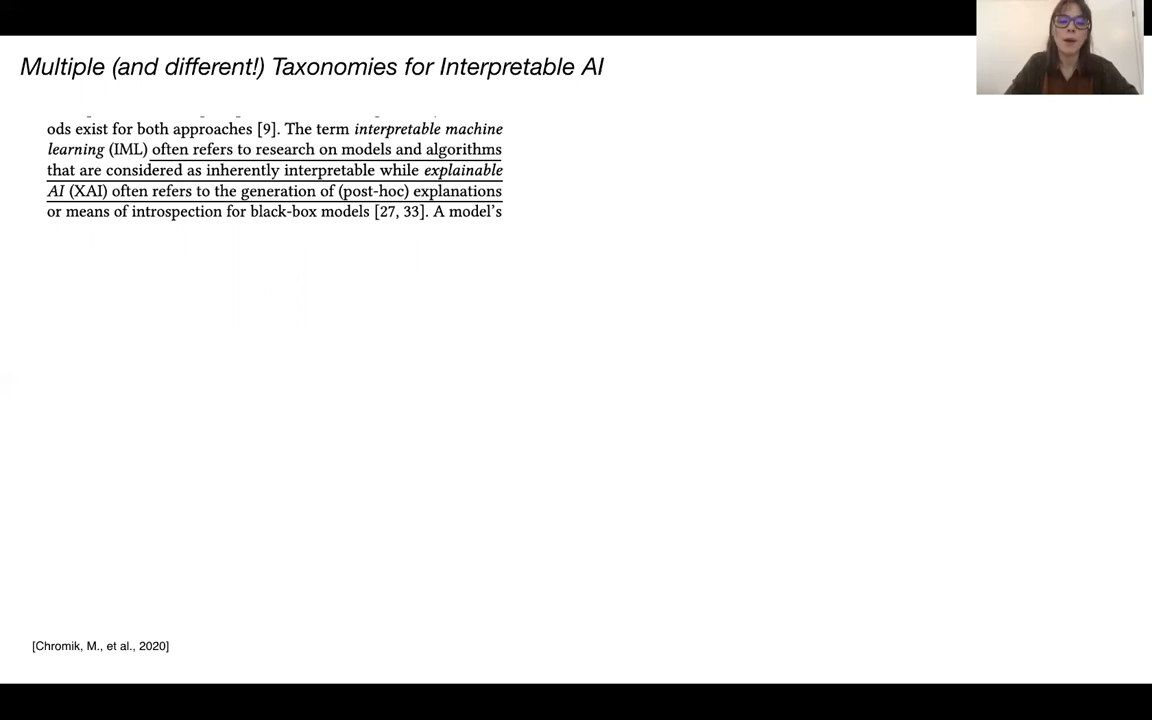 Multiple (and different!) Taxonomies for Interpretable AI
ods exist for both approaches [9]. The term interpretable machine
learning (IML) often refers to research on models and algorithms
that are considered as inherently interpretable while explainable
AI (XAI) often refers to the generation of (post-hoc) explanations
or means of introspection for black-box models [27, 33]. A model’s
[Chromik, M., et al., 2020]